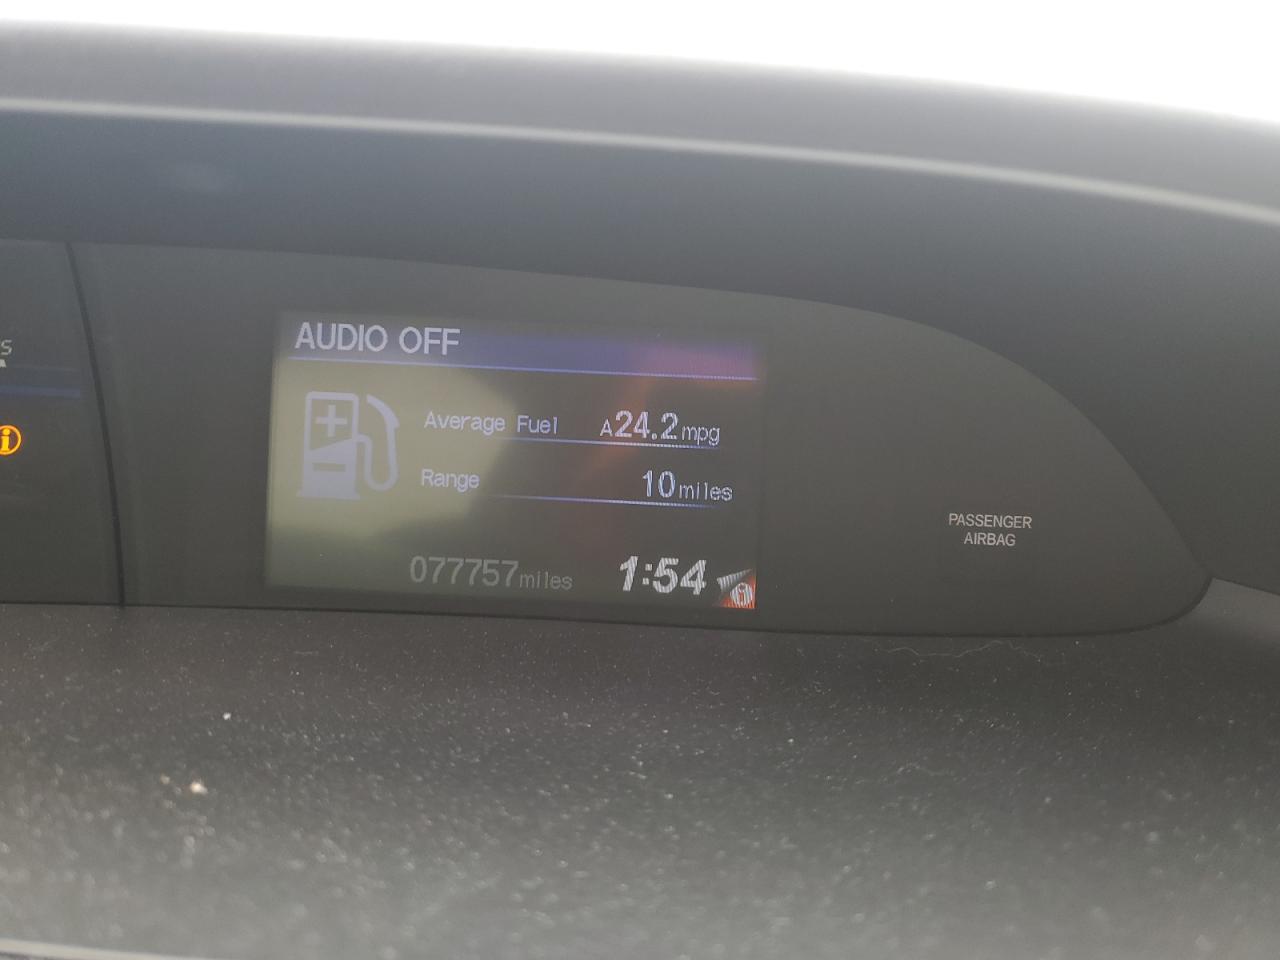 AUDIO OFF
Average Fuel A24.2mpg
Range 10miles
077757miles 1:54
PASSENGER
AIRBAG